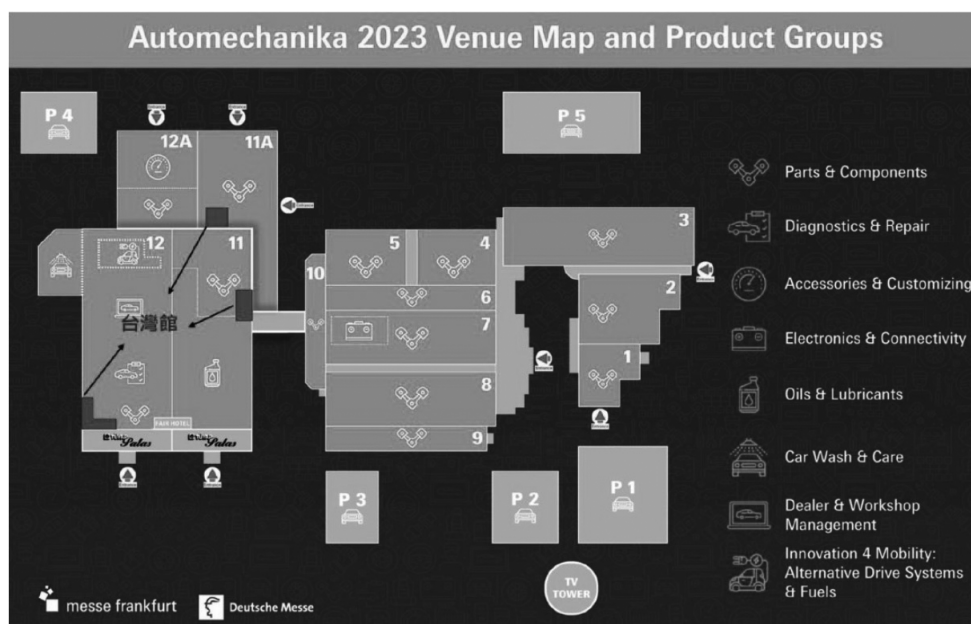 Automechanika 2023 Venue Map and Product Groups
P 4
P 5
12A
11A
12
11
台灣館
FAIR HOTEL
10
5
4
6
7
8
9
3
2
1
P 3
P 2
P 1
TV
TOWER
Parts & Components
Diagnostics & Repair
Accessories & Customizing
Electronics & Connectivity
Oils & Lubricants
Car Wash & Care
Dealer & Workshop
Management
Innovation 4 Mobility:
Alternative Drive Systems
& Fuels
messe frankfurt
Deutsche Messe